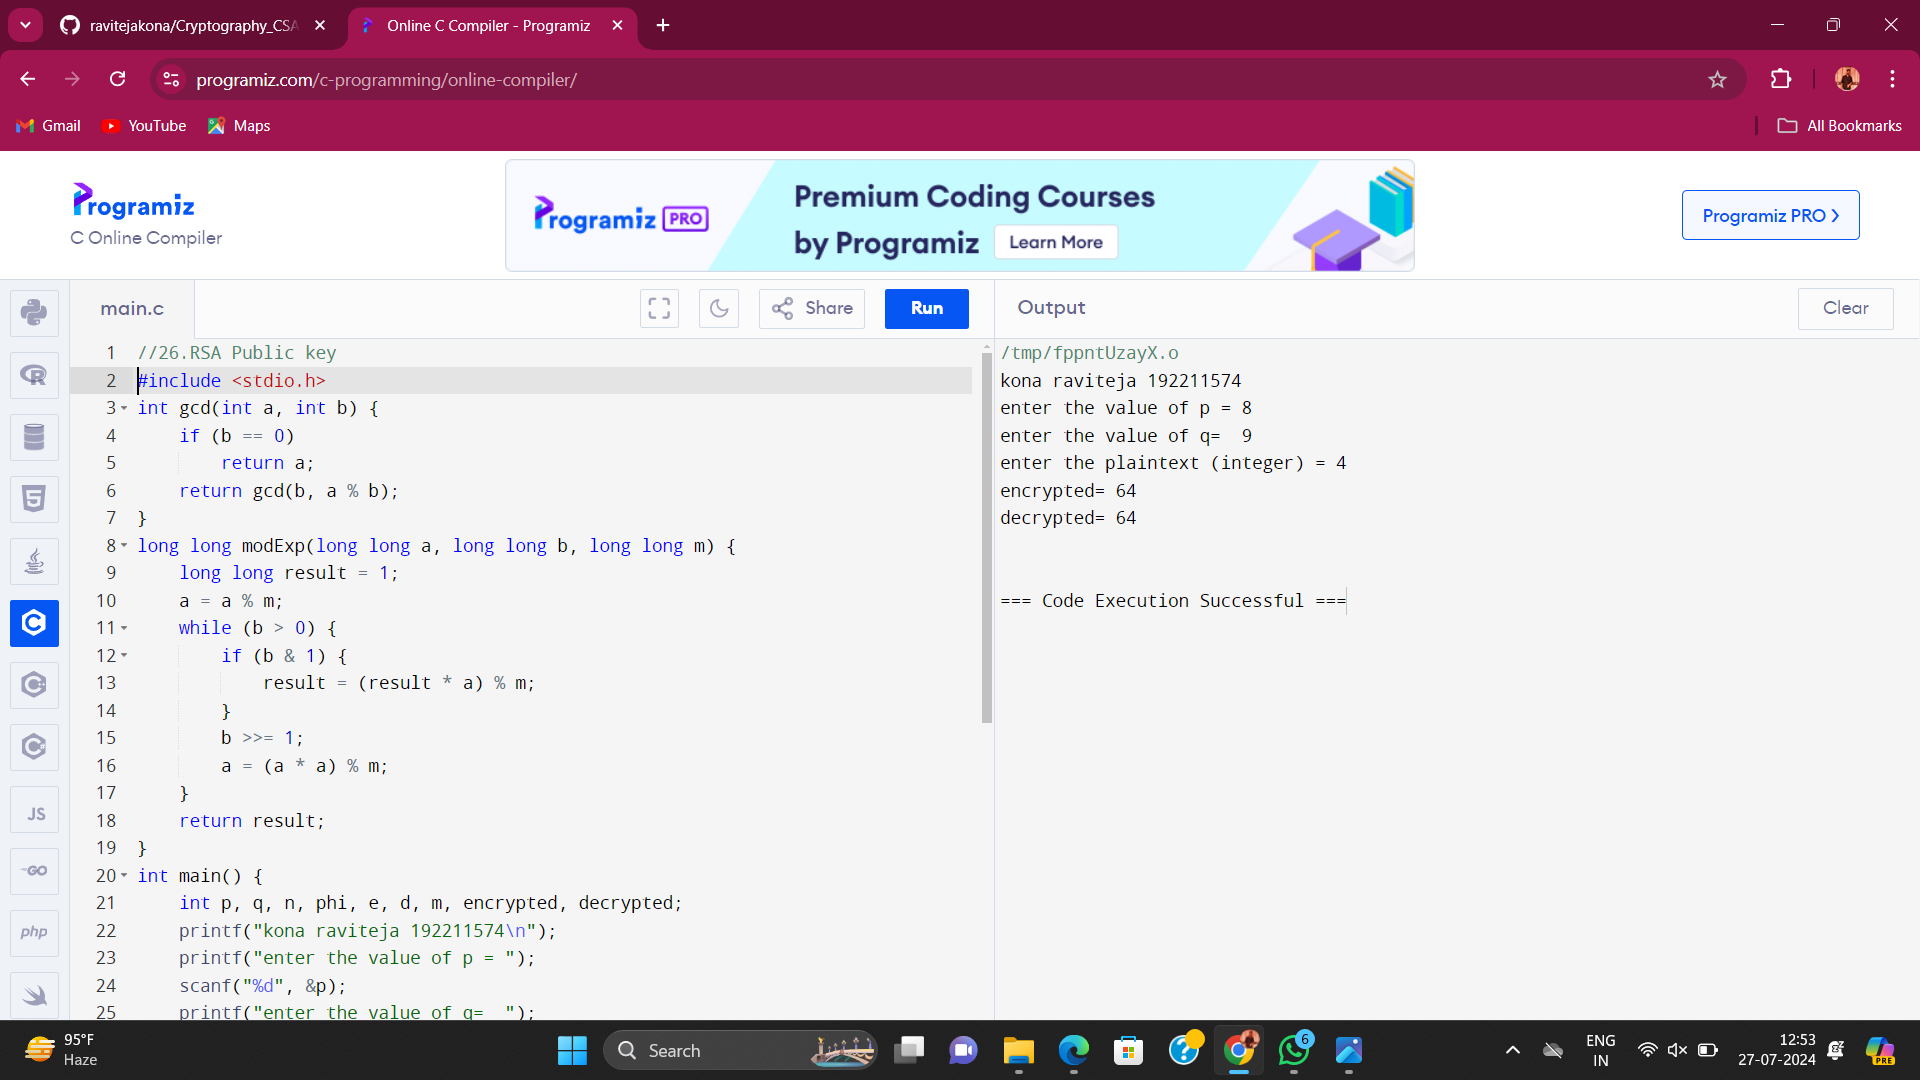 ravitejakona/Cryptography_CSA
Online C Compiler - Programiz
programiz.com/c-programming/online-compiler/
Gmail
YouTube
Maps
All Bookmarks
Programiz
C Online Compiler
Programiz PRO
Premium Coding Courses
by Programiz
Learn More
Programiz PRO
main.c
Share
Run
Output
Clear
1 //26.RSA Public key
2 #include <stdio.h>
3 int gcd(int a, int b) {
4 if (b == 0)
5 return a;
6 return gcd(b, a % b);
7 }
8 long long modExp(long long a, long long b, long long m) {
9 long long result = 1;
10 a = a % m;
11 while (b > 0) {
12 if (b & 1) {
13 result = (result * a) % m;
14 }
15 b >>= 1;
16 a = (a * a) % m;
17 }
18 return result;
19 }
20 int main() {
21 int p, q, n, phi, e, d, m, encrypted, decrypted;
22 printf("kona raviteja 192211574\n");
23 printf("enter the value of p = ");
24 scanf("%d", &p);
25 printf("enter the value of q=  ");
/tmp/fppntUzayX.o
kona raviteja 192211574
enter the value of p = 8
enter the value of q=  9
enter the plaintext (integer) = 4
encrypted= 64
decrypted= 64
=== Code Execution Successful ===
JS
GO
php
95°F
Haze
Search
6
PRE
ENG
IN
12:53
27-07-2024